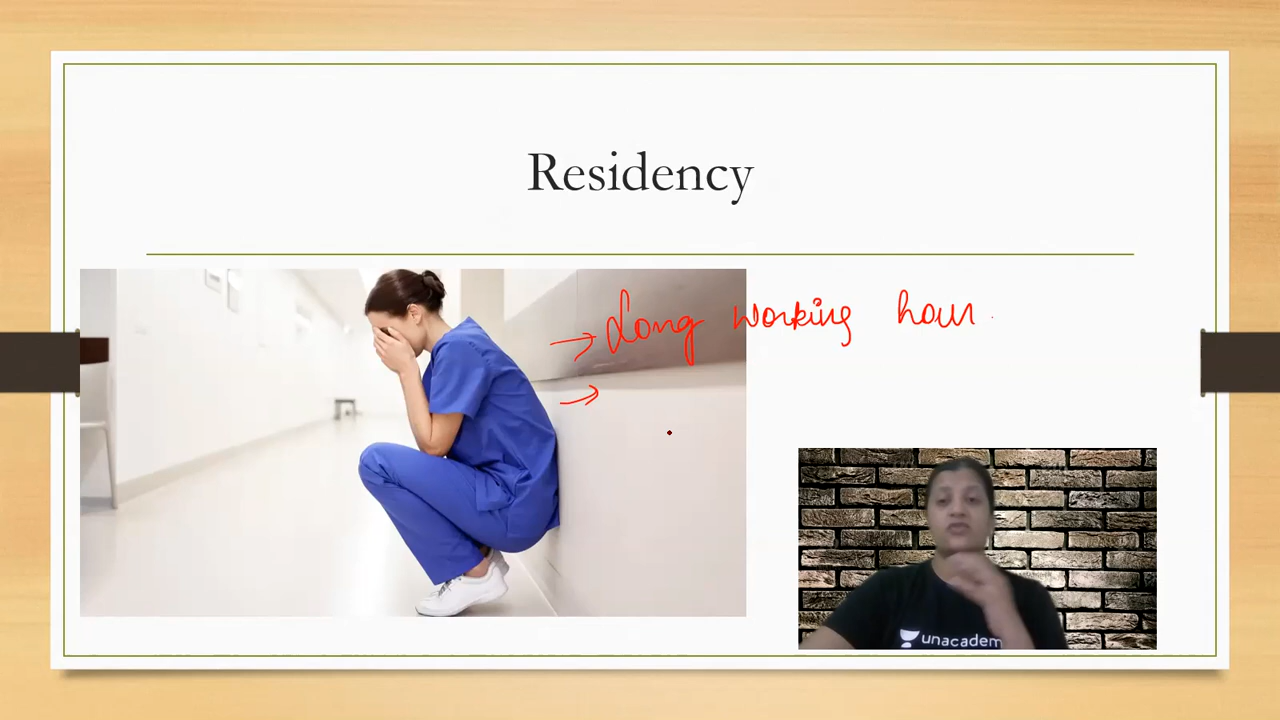 Residency
→ Long working hour
→
unacadem